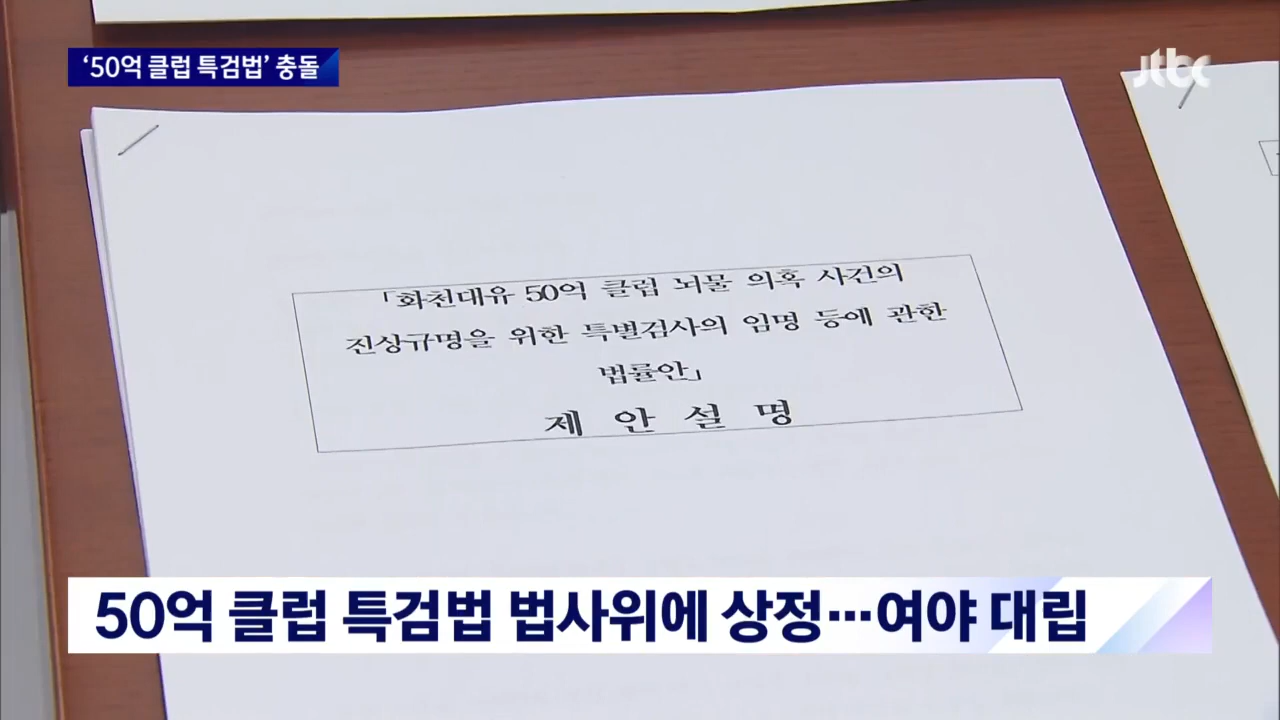 ‘50억 클럽 특검법’ 충돌
jtbc
「화천대유 50억 클럽 뇌물 의혹 사건의
진상규명을 위한 특별검사의 임명 등에 관한
법률안」
제 안 설 명
50억 클럽 특검법 법사위에 상정…여야 대립